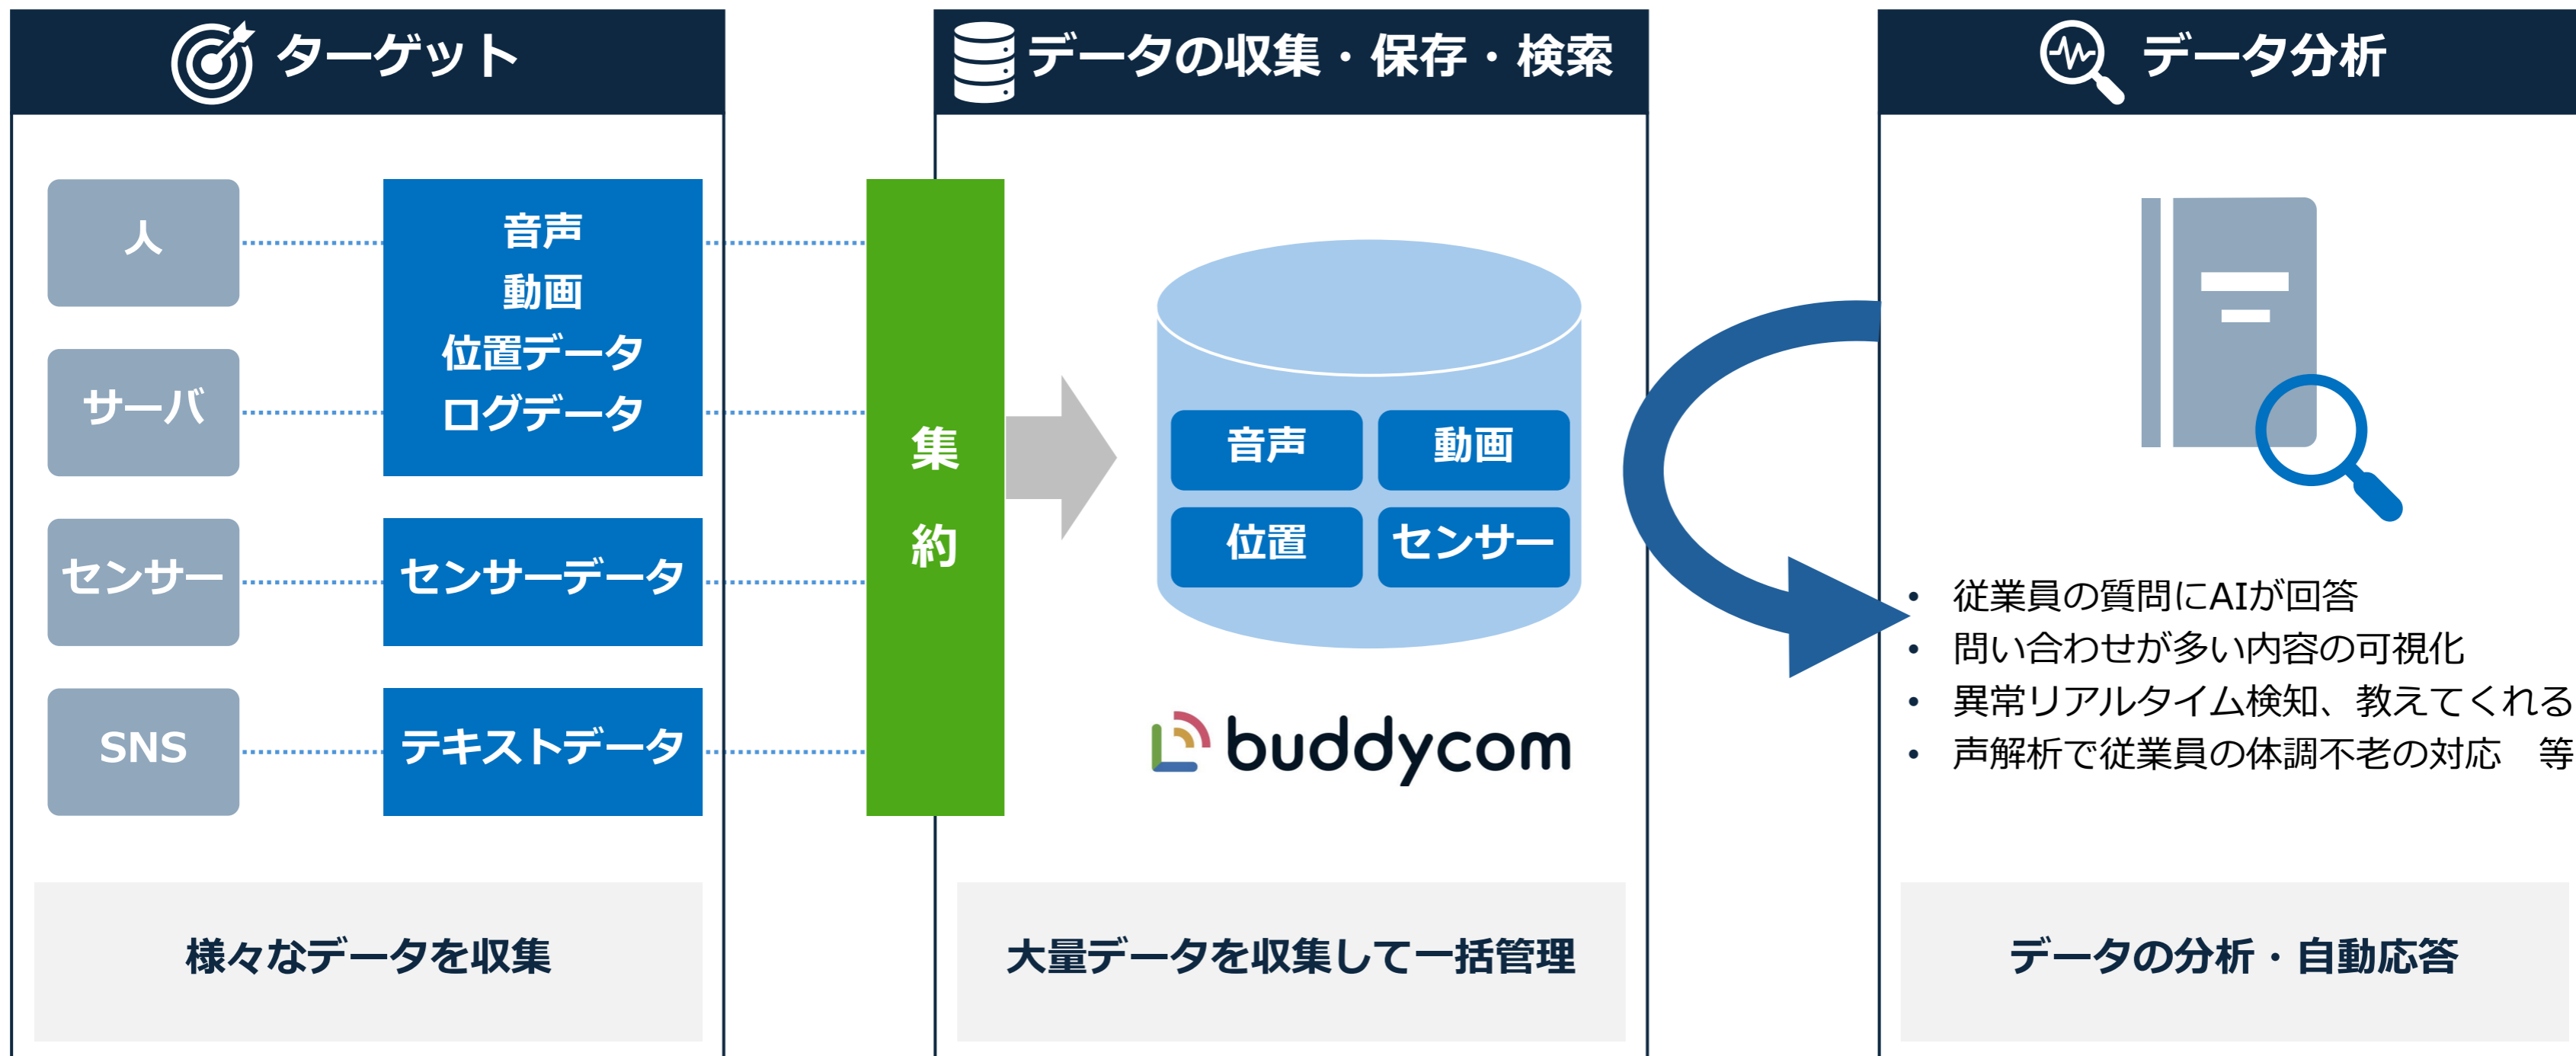 ターゲット
データの収集・保存・検索
データ分析
人
サーバ
センサー
SNS
音声
動画
位置データ
ログデータ
センサーデータ
テキストデータ
集
約
音声
動画
位置
センサー
buddycom
従業員の質問にAIが回答
問い合わせが多い内容の可視化
異常リアルタイム検知、教えてくれる
声解析で従業員の体調不老の対応　等
様々なデータを収集
大量データを収集して一括管理
データの分析・自動応答